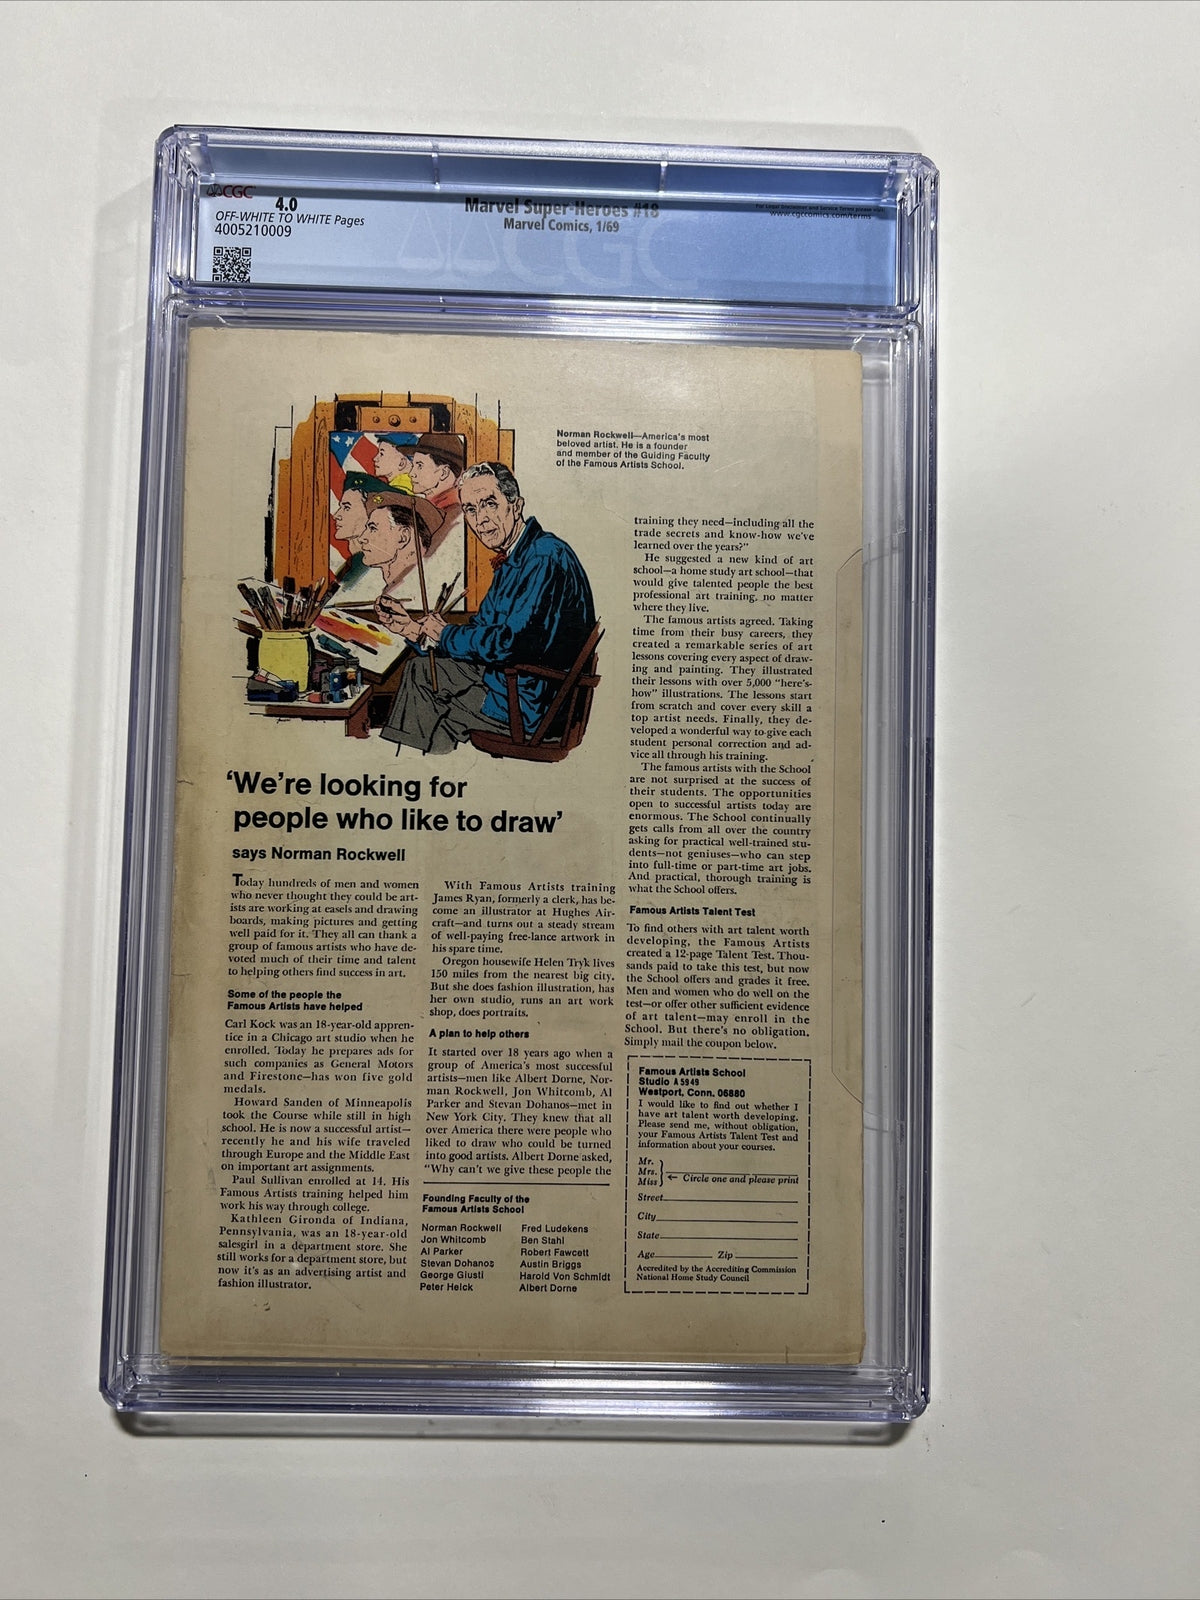 CGC
4.0
OFF-WHITE TO WHITE Pages
4005210009
Marvel Super-Heroes #18
Marvel Comics, 1/69
CGC
For Legal Disclaimer and Service Terms please visit:
www.cgccomics.com/terms
Norman Rockwell—America's most
beloved artist. He is a founder
and member of the Guiding Faculty
of the Famous Artists School.
'We're looking for
people who like to draw'
says Norman Rockwell
Today hundreds of men and women
who never thought they could be art-
ists are working at easels and drawing
boards, making pictures and getting
well paid for it. They all can thank a
group of famous artists who have de-
voted much of their time and talent
to helping others find success in art.
Some of the people the
Famous Artists have helped
Carl Kock was an 18-year-old appren-
tice in a Chicago art studio when he
enrolled. Today he prepares ads for
such companies as General Motors
and Firestone—has won five gold
medals.
Howard Sanden of Minneapolis
took the Course while still in high
school. He is now a successful artist—
recently he and his wife traveled
through Europe and the Middle East
on important art assignments.
Paul Sullivan enrolled at 14. His
Famous Artists training helped him
work his way through college.
Kathleen Gironda of Indiana,
Pennsylvania, was an 18-year-old
salesgirl in a department store. She
still works for a department store, but
now it's as an advertising artist and
fashion illustrator.
With Famous Artists training
James Ryan, formerly a clerk, has be-
come an illustrator at Hughes Air-
craft—and turns out a steady stream
of well-paying free-lance artwork in
his spare time.
Oregon housewife Helen Tryk lives
150 miles from the nearest big city.
But she does fashion illustration, has
her own studio, runs an art work
shop, does portraits.
A plan to help others
It started over 18 years ago when a
group of America's most successful
artists—men like Albert Dorne, Nor-
man Rockwell, Jon Whitcomb, Al
Parker and Stevan Dohanos—met in
New York City. They knew that all
over America there were people who
liked to draw who could be turned
into good artists. Albert Dorne asked,
"Why can't we give these people the
Founding Faculty of the
Famous Artists School
Norman Rockwell
Jon Whitcomb
Al Parker
Stevan Dohanos
George Giusti
Peter Helck
Fred Ludekens
Ben Stahl
Robert Fawcett
Austin Briggs
Harold Von Schmidt
Albert Dorne
training they need—including all the
trade secrets and know-how we've
learned over the years?"
He suggested a new kind of art
school—a home study art school—that
would give talented people the best
professional art training, no matter
where they live.
The famous artists agreed. Taking
time from their busy careers, they
created a remarkable series of art
lessons covering every aspect of draw-
ing and painting. They illustrated
their lessons with over 5,000 "here's-
how" illustrations. The lessons start
from scratch and cover every skill a
top artist needs. Finally, they de-
veloped a wonderful way to give each
student personal correction and ad-
vice all through his training.
The famous artists with the School
are not surprised at the success of
their students. The opportunities
open to successful artists today are
enormous. The School continually
gets calls from all over the country
asking for practical well-trained stu-
dents—not geniuses—who can step
into full-time or part-time art jobs.
And practical, thorough training is
what the School offers.
Famous Artists Talent Test
To find others with art talent worth
developing, the Famous Artists
created a 12-page Talent Test. Thou-
sands paid to take this test, but now
the School offers and grades it free.
Men and women who do well on the
test—or offer other sufficient evidence
of art talent—may enroll in the
School. But there's no obligation.
Simply mail the coupon below.
Famous Artists School
Studio A5949
Westport, Conn. 06880
I would like to find out whether I
have art talent worth developing.
Please send me, without obligation,
your Famous Artists Talent Test and
information about your courses.
Mr.
Mrs.
Miss ← Circle one and please print
Street
City
State
Age Zip
Accredited by the Accrediting Commission
National Home Study Council